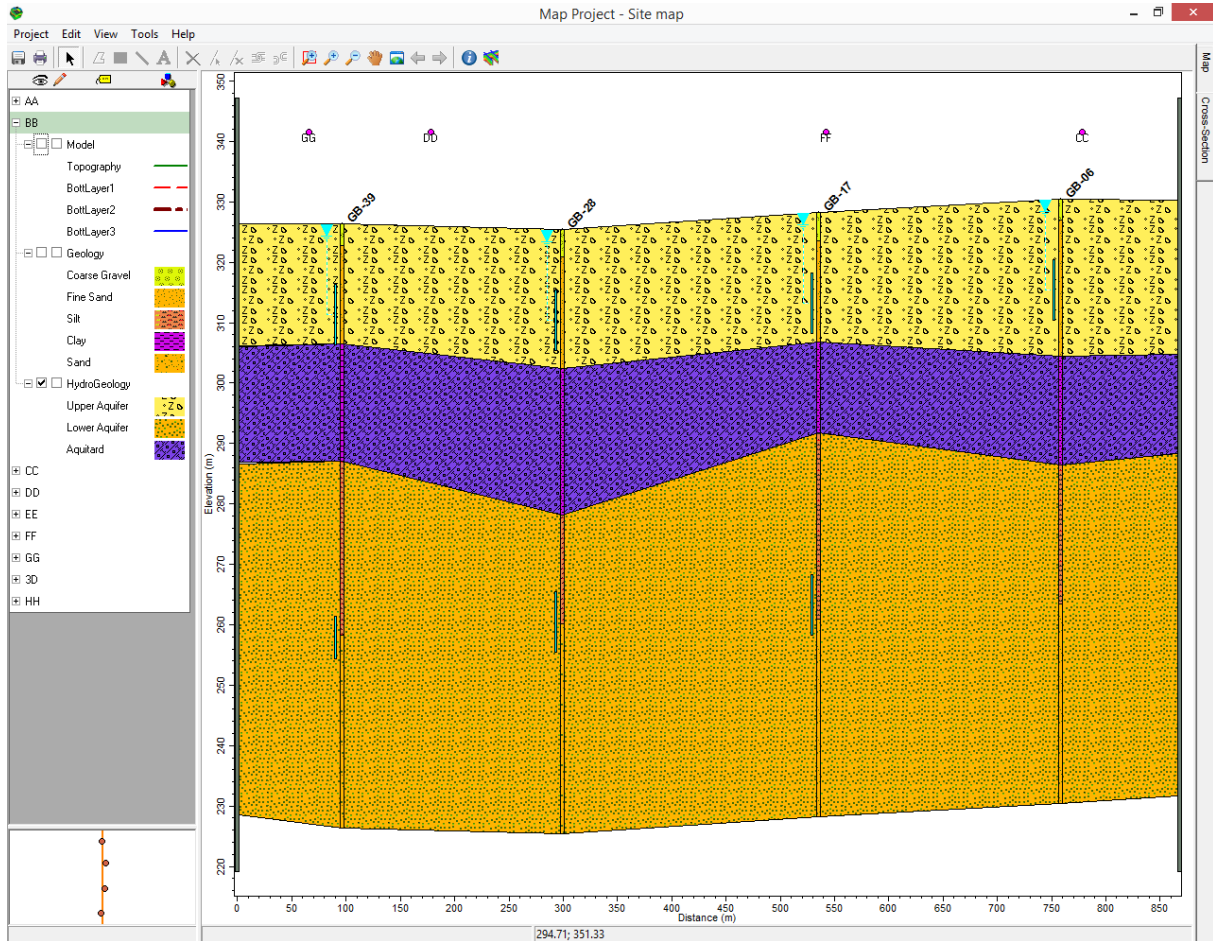 Map Project - Site map
Project Edit View Tools Help
AA
BB
Model
Topography
BottLayer1
BottLayer2
BottLayer3
Geology
Coarse Gravel
Fine Sand
Silt
Clay
Sand
HydroGeology
Upper Aquifer
Lower Aquifer
Aquitard
CC
DD
EE
FF
GG
3D
HH
Map
Cross-Section
GG DD FF CC
GB-39 GB-28 GB-17 GB-06
Elevation (m)
350
340
330
320
310
300
290
280
270
260
250
240
230
220
0 50 100 150 200 250 300 350 400 450 500 550 600 650 700 750 800 850
Distance (m)
294.71; 351.33